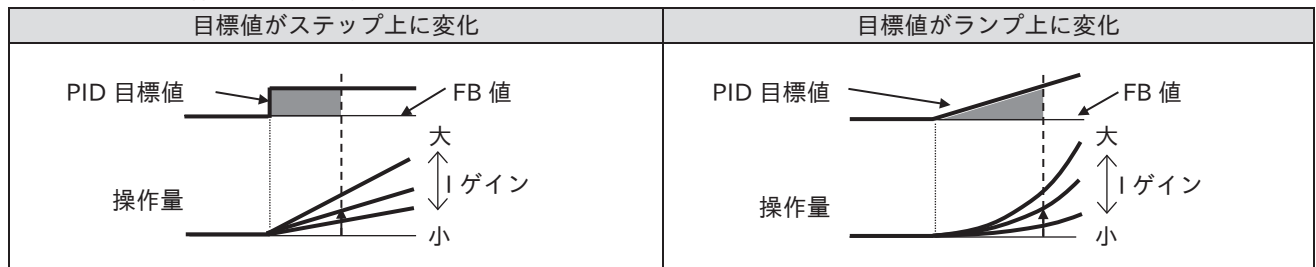 目標値がステップ上に変化
目標値がランプ上に変化
PID 目標値
FB 値
大
I ゲイン
操作量
小
PID 目標値
FB 値
大
I ゲイン
操作量
小